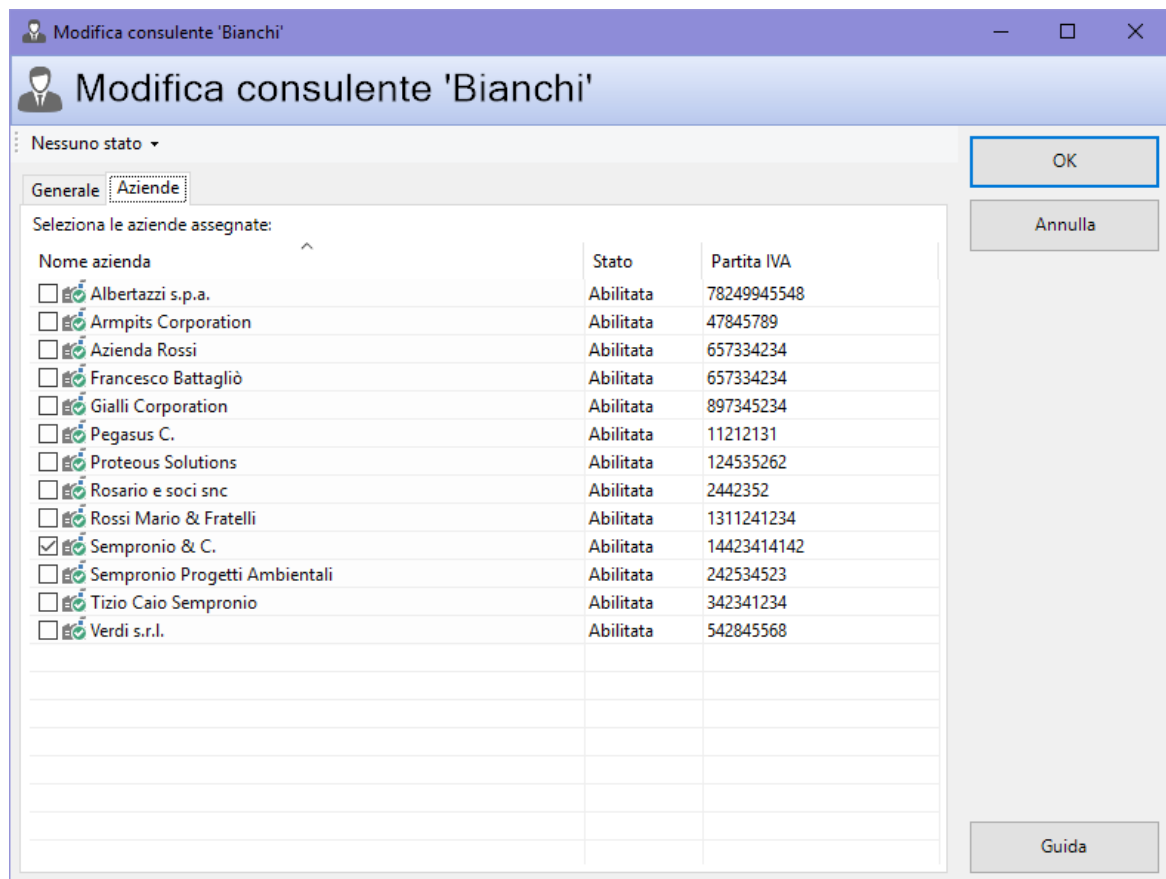 Modifica consulente 'Bianchi'
Modifica consulente 'Bianchi'
Nessuno stato
OK
Generale Aziende
Annulla
Seleziona le aziende assegnate:
Nome azienda Stato Partita IVA
Albertazzi s.p.a. Abilitata 78249945548
Armpits Corporation Abilitata 47845789
Azienda Rossi Abilitata 657334234
Francesco Battagliò Abilitata 657334234
Gialli Corporation Abilitata 897345234
Pegasus C. Abilitata 11212131
Proteous Solutions Abilitata 124535262
Rosario e soci snc Abilitata 2442352
Rossi Mario & Fratelli Abilitata 1311241234
Sempronio & C. Abilitata 14423414142
Sempronio Progetti Ambientali Abilitata 242534523
Tizio Caio Sempronio Abilitata 342341234
Verdi s.r.l. Abilitata 542845568
Guida